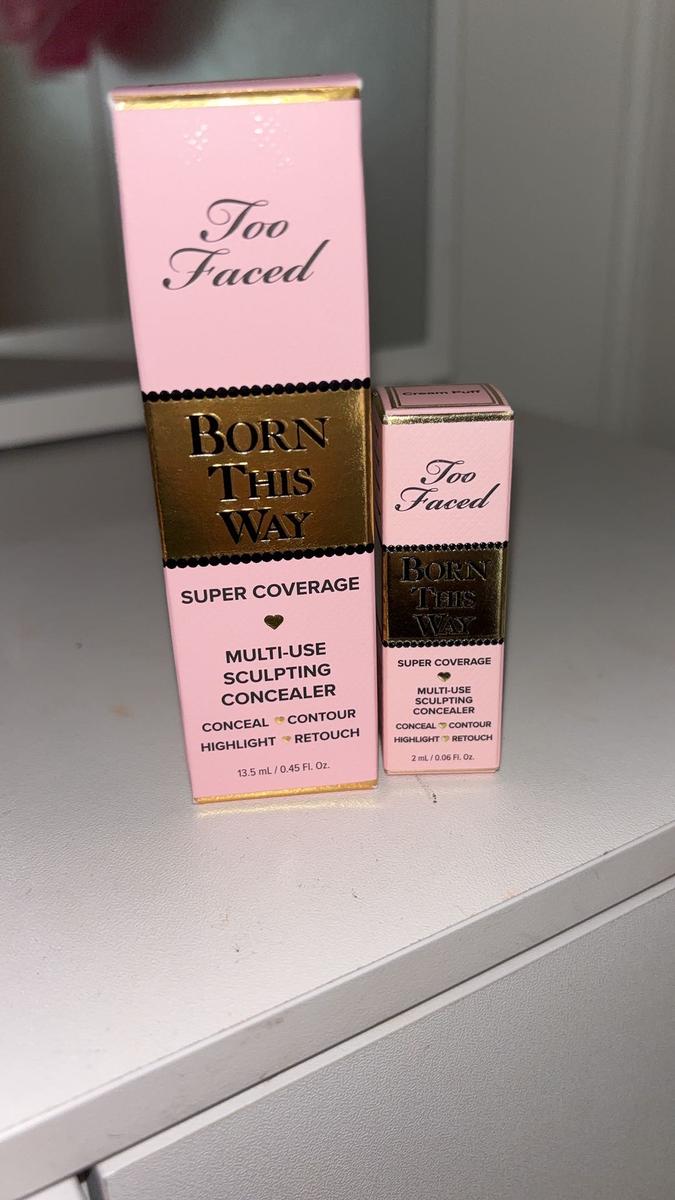 Too
Faced
BORN
THIS
WAY
SUPER COVERAGE
MULTI-USE
SCULPTING
CONCEALER
CONCEAL CONTOUR
HIGHLIGHT RETOUCH
13.5 mL / 0.45 Fl. Oz.
Cream Puff
Too
Faced
BORN
THIS
WAY
SUPER COVERAGE
MULTI-USE
SCULPTING
CONCEALER
CONCEAL CONTOUR
HIGHLIGHT RETOUCH
2 mL / 0.06 Fl. Oz.